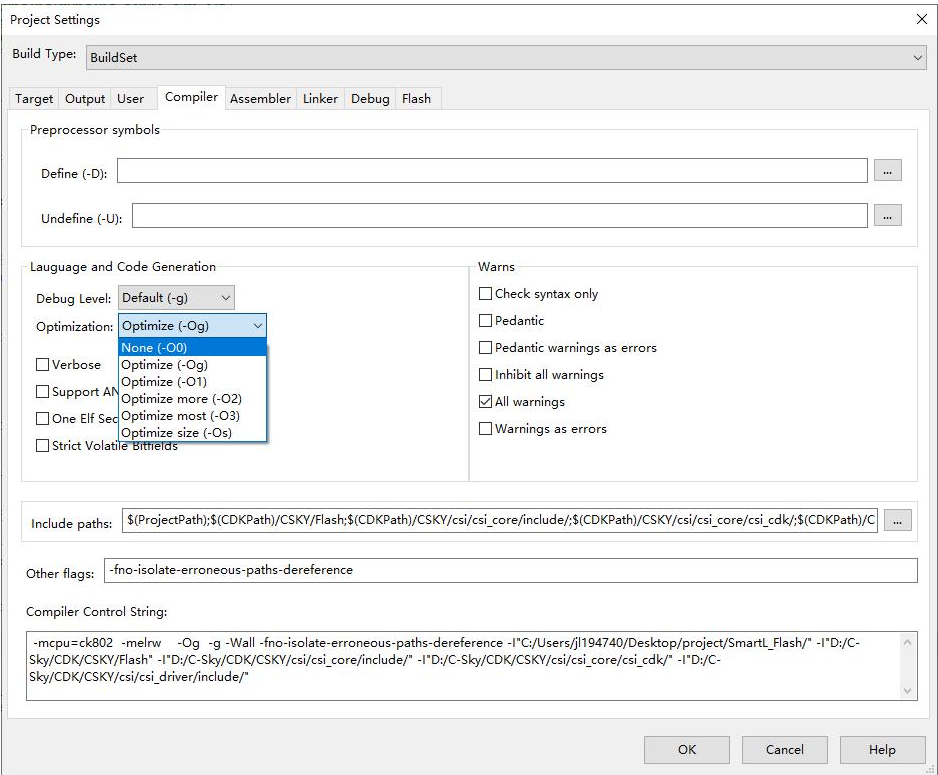 Project Settings
Build Type: BuildSet
Target Output User Compiler Assembler Linker Debug Flash
Preprocessor symbols
Define (-D): ...
Undefine (-U): ...
Lauguage and Code Generation
Debug Level: Default (-g)
Optimization: Optimize (-Og)
None (-O0)
Optimize (-Og)
Optimize (-O1)
Optimize more (-O2)
Optimize most (-O3)
Optimize size (-Os)
Verbose
Support AN
One Elf Sec
Strict Volatile Bitfields
Warns
Check syntax only
Pedantic
Pedantic warnings as errors
Inhibit all warnings
All warnings
Warnings as errors
Include paths: $(ProjectPath);$(CDKPath)/CSKY/Flash;$(CDKPath)/CSKY/csi/csi_core/include/;$(CDKPath)/CSKY/csi/csi_core/csi_cdk/;$(CDKPath)/C ...
Other flags: -fno-isolate-erroneous-paths-dereference
Compiler Control String:
-mcpu=ck802 -melrw -Og -g -Wall -fno-isolate-erroneous-paths-dereference -I"C:/Users/jl194740/Desktop/project/SmartL_Flash/" -I"D:/C-
Sky/CDK/CSKY/Flash" -I"D:/C-Sky/CDK/CSKY/csi/csi_core/include/" -I"D:/C-Sky/CDK/CSKY/csi/csi_core/csi_cdk/" -I"D:/C-
Sky/CDK/CSKY/csi/csi_driver/include/"
OK Cancel Help